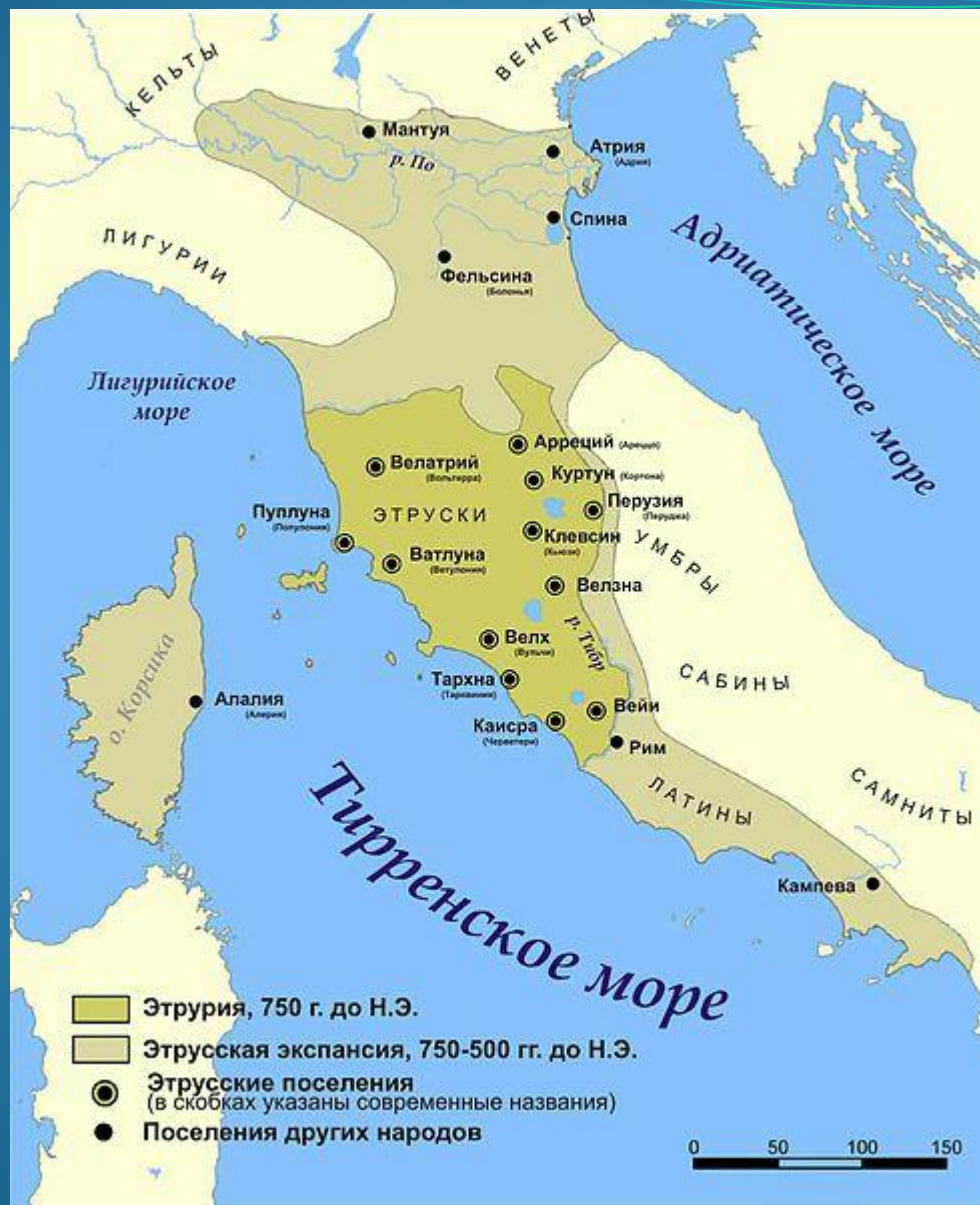 КЕЛЬТЫ
ВЕНЕТЫ
Мантуя
р. По
Атрия
(Адрия)
Спина
ЛИГУРИИ
Фельсина
(Болонья)
Адриатическое море
Лигурийское
море
Арреций (Ареццо)
Велатрий
(Вольтерра)
Куртун (Кортона)
Пуплуна
(Популония)
ЭТРУСКИ
Перузия
(Перуджа)
Клевсин
(Кьюзи)
УМБРЫ
Ватлуна
(Ветулония)
Велзна
р. Тибр
Велх
(Вульчи)
о. Корсика
Тархна
(Тарквиния)
САБИНЫ
Алалия
(Алерия)
Вейи
Каисра
(Черветери)
Рим
ЛАТИНЫ
САМНИТЫ
Тирренское море
Кампева
Этрурия, 750 г. до Н.Э.
Этрусская экспансия, 750-500 гг. до Н.Э.
Этрусские поселения
(в скобках указаны современные названия)
Поселения других народов
0 50 100 150